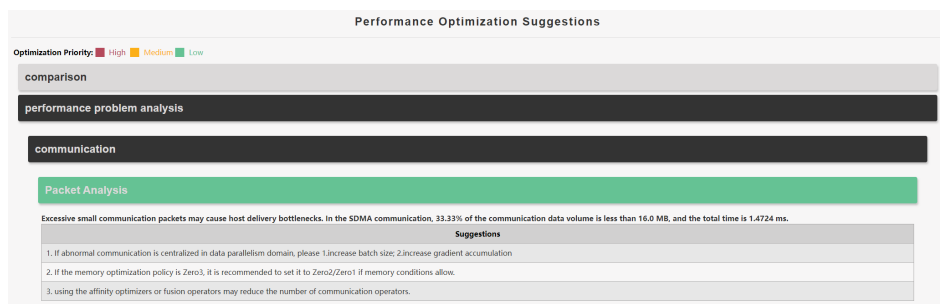 Performance Optimization Suggestions
Optimization Priority: High Medium Low
comparison
performance problem analysis
communication
Packet Analysis
Excessive small communication packets may cause host delivery bottlenecks. In the SDMA communication, 33.33% of the communication data volume is less than 16.0 MB, and the total time is 1.4724 ms.
Suggestions
1. If abnormal communication is centralized in data parallelism domain, please 1.increase batch size; 2.increase gradient accumulation
2. If the memory optimization policy is Zero3, it is recommended to set it to Zero2/Zero1 if memory conditions allow.
3. using the affinity optimizers or fusion operators may reduce the number of communication operators.